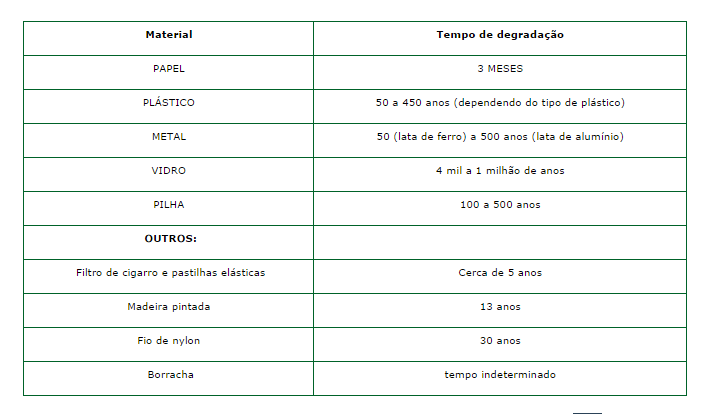 Material Tempo de degradação
PAPEL 3 MESES
PLÁSTICO 50 a 450 anos (dependendo do tipo de plástico)
METAL 50 (lata de ferro) a 500 anos (lata de alumínio)
VIDRO 4 mil a 1 milhão de anos
PILHA 100 a 500 anos
OUTROS:
Filtro de cigarro e pastilhas elásticas Cerca de 5 anos
Madeira pintada 13 anos
Fio de nylon 30 anos
Borracha tempo indeterminado